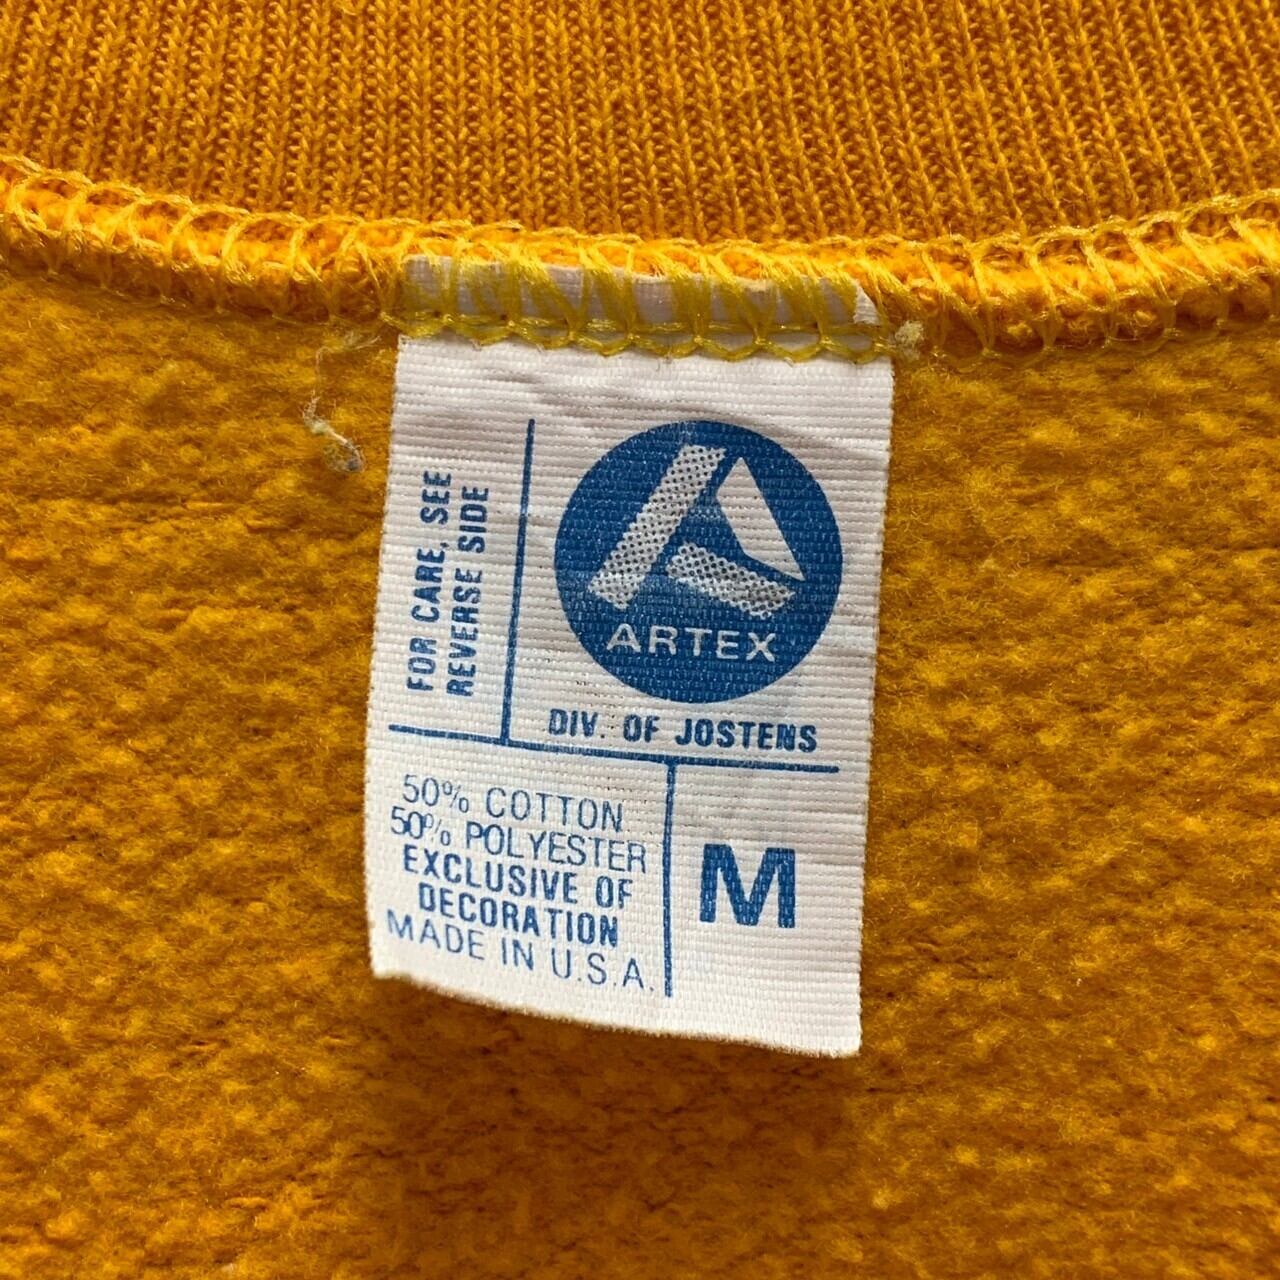 FOR CARE, SEE
REVERSE SIDE
ARTEX
DIV. OF JOSTENS
50% COTTON
50% POLYESTER
EXCLUSIVE OF
DECORATION
MADE IN U.S.A.
M